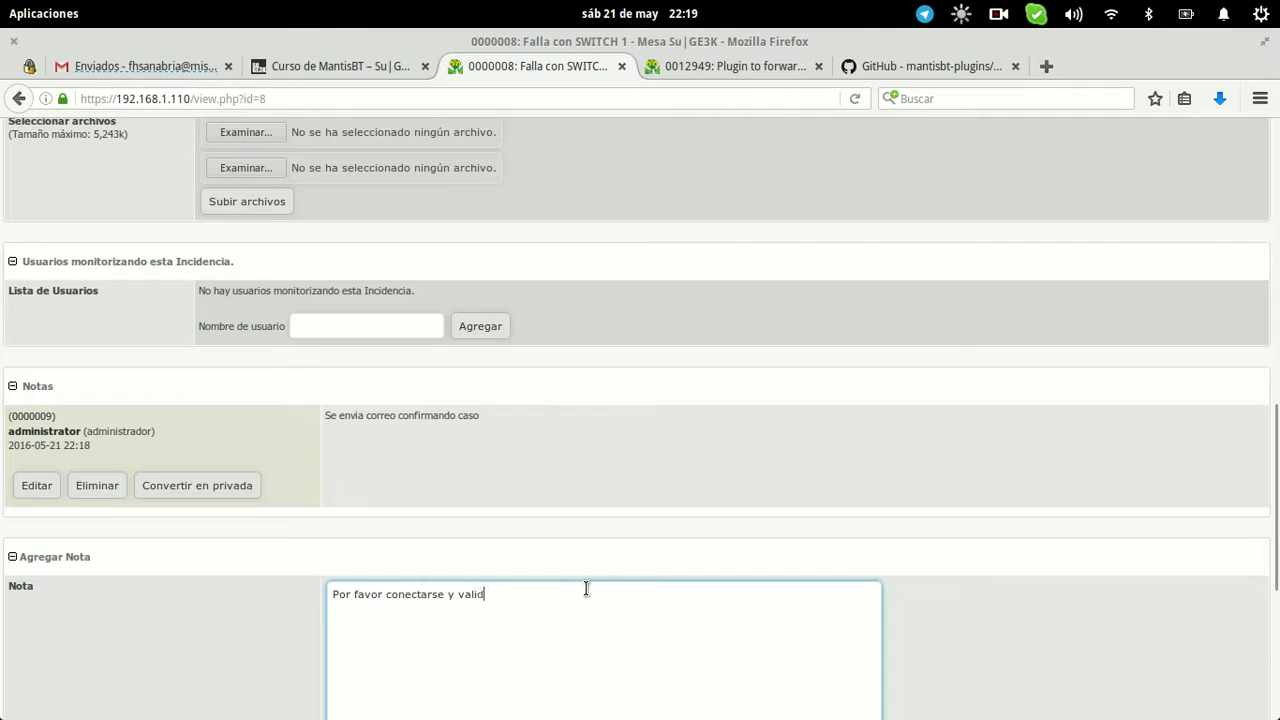 Aplicaciones
sáb 21 de may 22:19
0000008: Falla con SWITCH 1 - Mesa Su|GE3K - Mozilla Firefox
Enviados - fhsanabria@mis...
Curso de MantisBT – Su|G...
0000008: Falla con SWITC...
0012949: Plugin to forwar...
GitHub - mantisbt-plugins/...
https://192.168.1.110/view.php?id=8
Buscar
Seleccionar archivos
(Tamaño máximo: 5,243k)
Examinar... No se ha seleccionado ningún archivo.
Examinar... No se ha seleccionado ningún archivo.
Subir archivos
Usuarios monitorizando esta Incidencia.
Lista de Usuarios
No hay usuarios monitorizando esta Incidencia.
Nombre de usuario
Agregar
Notas
(0000009)
administrator (administrador)
2016-05-21 22:18
Se envia correo confirmando caso
Editar
Eliminar
Convertir en privada
Agregar Nota
Nota
Por favor conectarse y valid